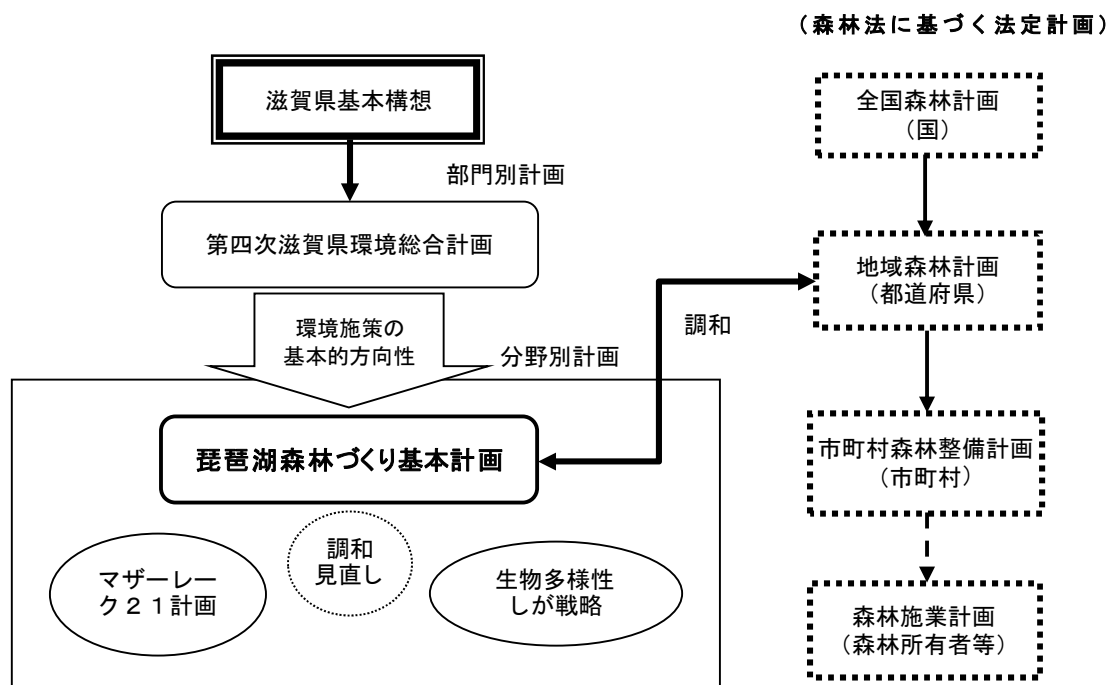 （森林法に基づく法定計画）
滋賀県基本構想
全国森林計画
（国）
部門別計画
第四次滋賀県環境総合計画
地域森林計画
（都道府県）
環境施策の
基本的方向性
調和
分野別計画
琵琶湖森林づくり基本計画
市町村森林整備計画
（市町村）
調和
見直し
マザーレー
ク２１計画
生物多様性
しが戦略
森林施業計画
（森林所有者等）